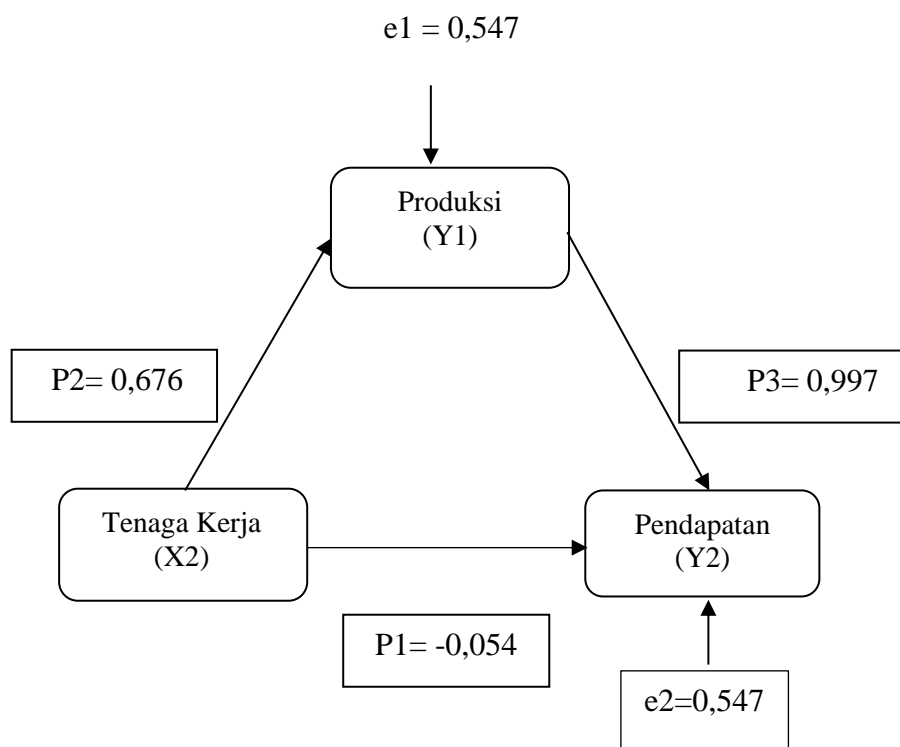 e1 = 0,547
Produksi
(Y1)
P2= 0,676
P3= 0,997
Tenaga Kerja
(X2)
Pendapatan
(Y2)
P1= -0,054
e2=0,547